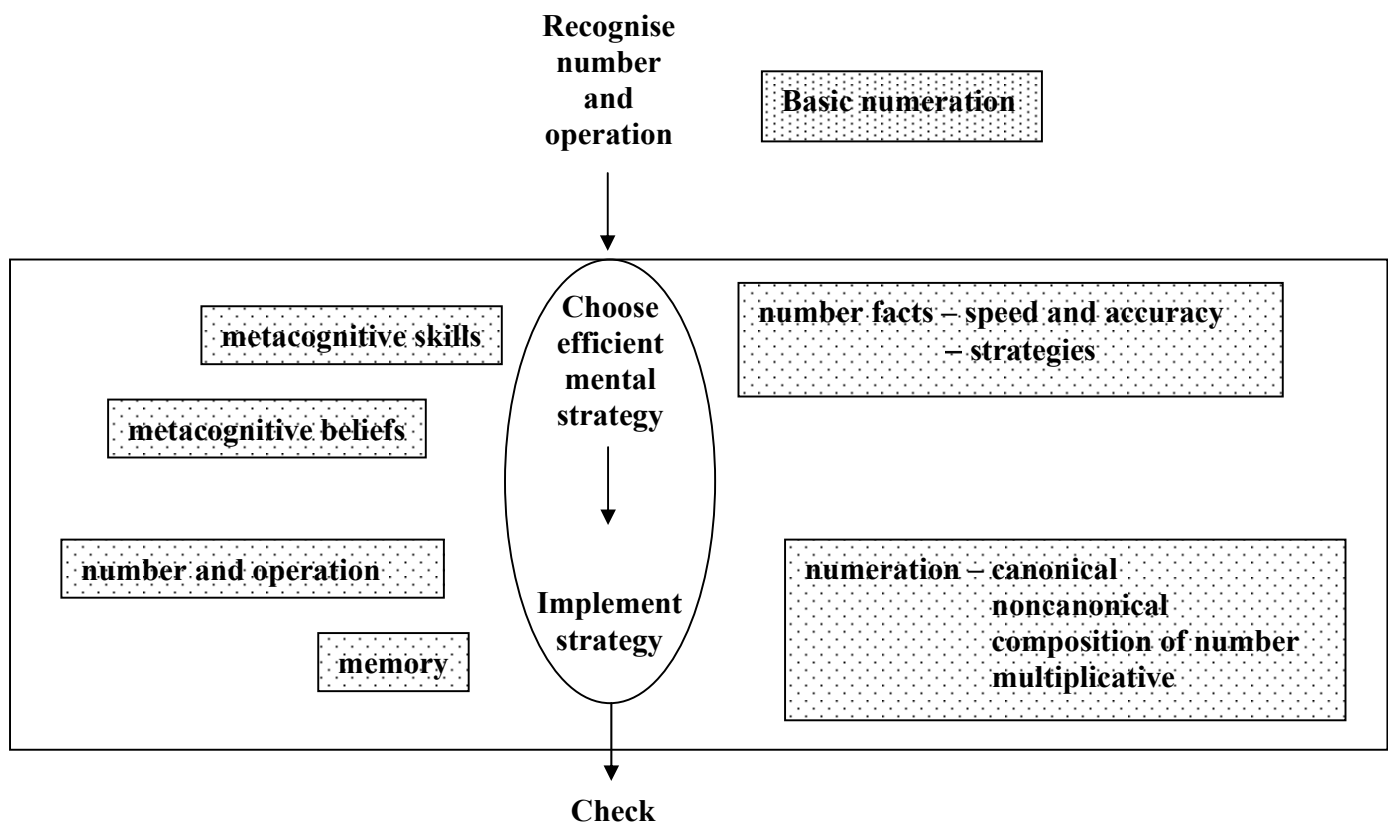 Recognise
number
and
operation
Basic numeration
Choose
efficient
mental
strategy
Implement
strategy
metacognitive skills
metacognitive beliefs
number and operation
memory
number facts – speed and accuracy
– strategies
numeration – canonical
noncanonical
composition of number
multiplicative
Check